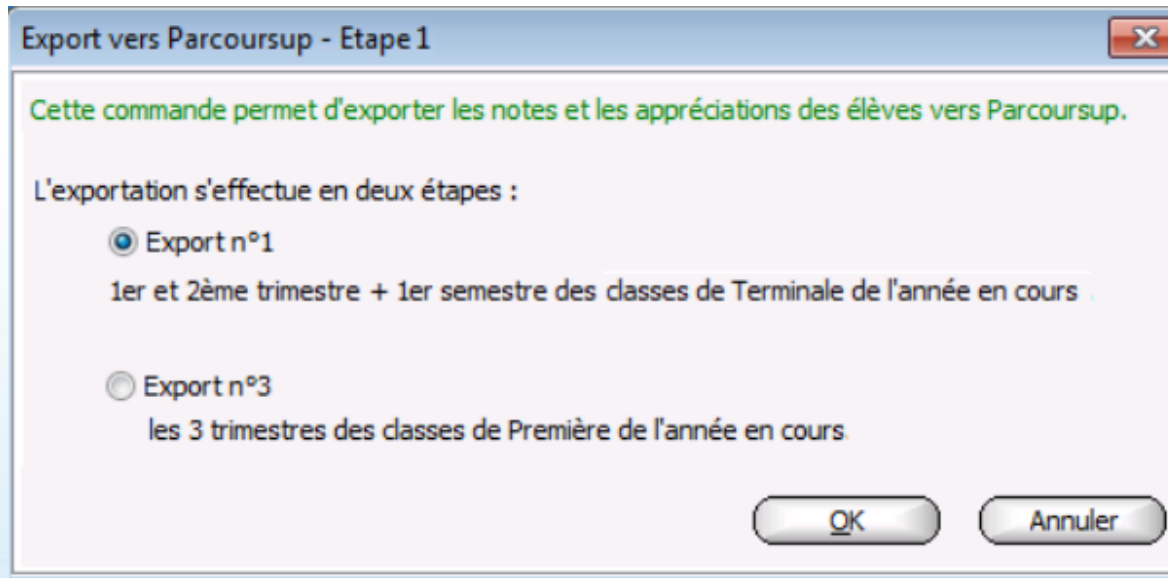 Export vers Parcoursup - Etape 1
Cette commande permet d'exporter les notes et les appréciations des élèves vers Parcoursup.
L'exportation s'effectue en deux étapes :
Export n°1
1er et 2ème trimestre + 1er semestre des classes de Terminale de l'année en cours
Export n°3
les 3 trimestres des classes de Première de l'année en cours.
OK Annuler